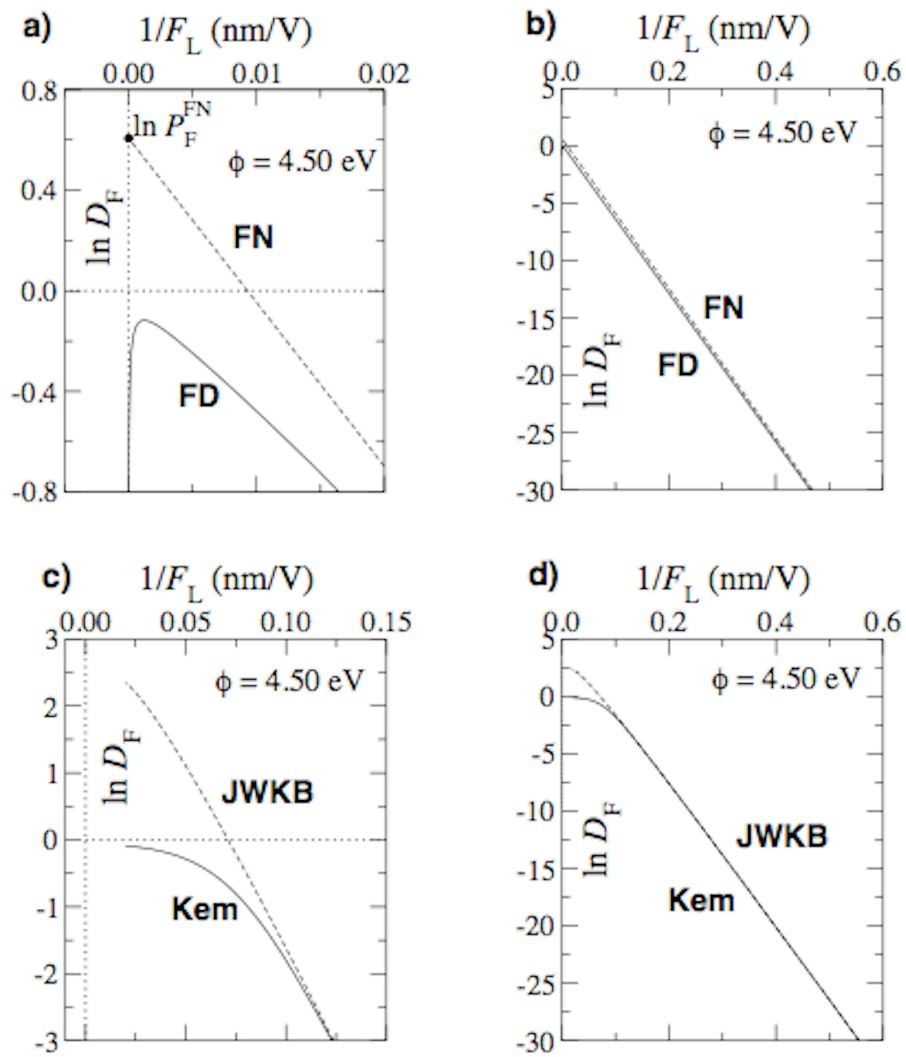 a)
1/F_L (nm/V)
0.00 0.01 0.02
0.8
0.4
0.0
-0.4
-0.8
ln D_F
ln P_F^FN
ϕ = 4.50 eV
FN
FD
b)
1/F_L (nm/V)
0.0 0.2 0.4 0.6
5
0
-5
-10
-15
-20
-25
-30
ln D_F
ϕ = 4.50 eV
FN
FD
c)
1/F_L (nm/V)
0.00 0.05 0.10 0.15
3
2
1
0
-1
-2
-3
ln D_F
ϕ = 4.50 eV
JWKB
Kem
d)
1/F_L (nm/V)
0.0 0.2 0.4 0.6
5
0
-5
-10
-15
-20
-25
-30
ln D_F
ϕ = 4.50 eV
JWKB
Kem